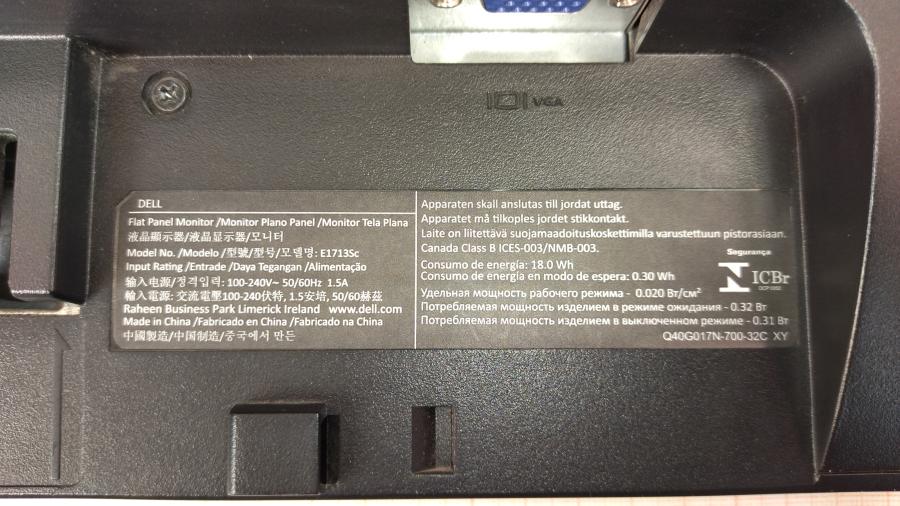 VGA
DELL
Flat Panel Monitor /Monitor Plano Panel /Monitor Tela Plana
液晶顯示器/液晶显示器/모니터
Model No. /Modelo /型號/型号/모델명: E1713Sc
Input Rating /Entrade /Daya Tegangan /Alimentação
输入电源/정격입력: 100-240V~ 50/60Hz 1.5A
輸入電源: 交流電壓100-240伏特, 1.5安培, 50/60赫茲
Raheen Business Park Limerick Ireland www.dell.com
Made in China /Fabricado en China /Fabricado na China
中國製造/中国制造/중국에서 만든
Apparaten skall anslutas till jordat uttag.
Apparatet må tilkoples jordet stikkontakt.
Laite on liitettävä suojamaadoituskoskettimilla varustettuun pistorasiaan.
Canada Class B ICES-003/NMB-003.
Consumo de energía: 18.0 Wh
Consumo de energía en modo de espera: 0.30 Wh
Удельная мощность рабочего режима - 0.020 Вт/см²
Потребляемая мощность изделием в режиме ожидания - 0.32 Вт
Потребляемая мощность изделием в выключенном режиме - 0.31 Вт
Segurança
ICBr
Q40G017N-700-32C XY